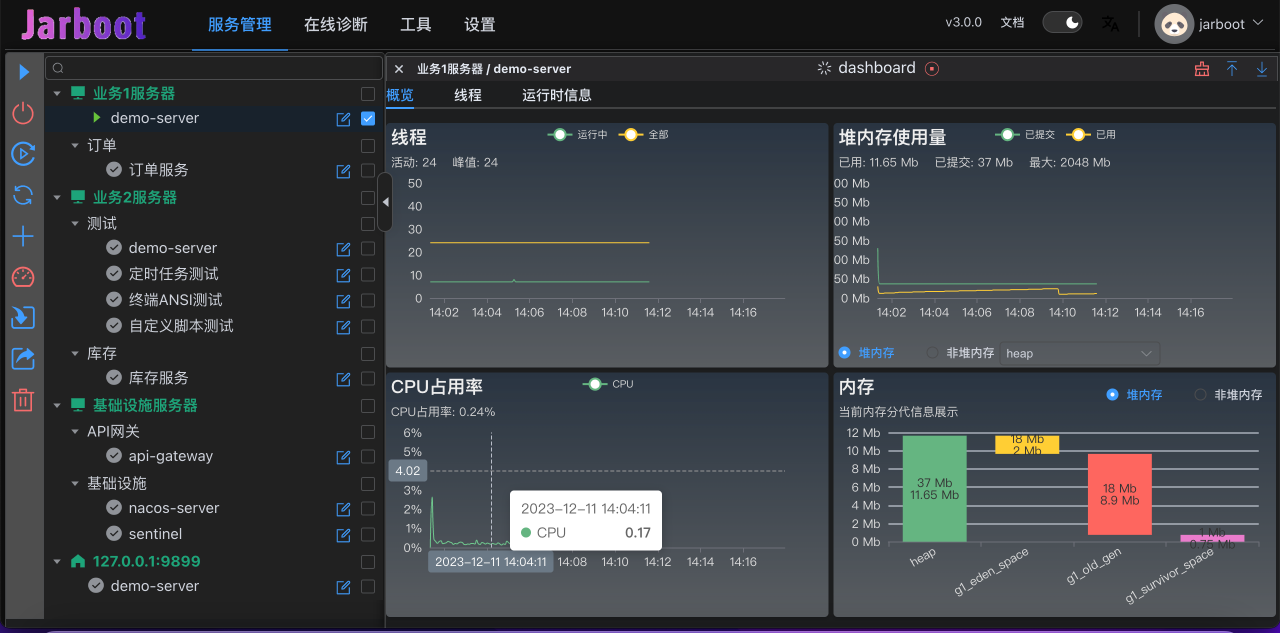 Jarboot 服务管理 在线诊断 工具 设置 v3.0.0 文档 jarboot
业务1服务器
demo-server
订单
订单服务
业务2服务器
测试
demo-server
定时任务测试
终端ANSI测试
自定义脚本测试
库存
库存服务
基础设施服务器
API网关
api-gateway
基础设施
nacos-server
sentinel
127.0.0.1:9899
demo-server
业务1服务器 / demo-server dashboard
概览 线程 运行时信息
线程 运行中 全部
活动: 24 峰值: 24
50
40
30
20
10
0
14:02 14:04 14:06 14:08 14:10 14:12 14:14 14:16
堆内存使用量 已提交 已用
已用: 11.65 Mb 已提交: 37 Mb 最大: 2048 Mb
00 Mb
50 Mb
00 Mb
50 Mb
00 Mb
50 Mb
0 Mb
14:02 14:04 14:06 14:08 14:10 14:12 14:14 14:16
堆内存 非堆内存 heap
CPU占用率 CPU
CPU占用率: 0.24%
6%
5%
4.02
3%
2%
1%
0%
2023-12-11 14:04:11
CPU 0.17
2023-12-11 14:04:11 14:08 14:10 14:12 14:14 14:16
内存 堆内存 非堆内存
当前内存分代信息展示
12 Mb
10 Mb
8 Mb
6 Mb
4 Mb
2 Mb
0 Mb
37 Mb
11.65 Mb
18 Mb
2 Mb
18 Mb
8.9 Mb
1 Mb
0.75 Mb
heap g1_eden_space g1_old_gen g1_survivor_space